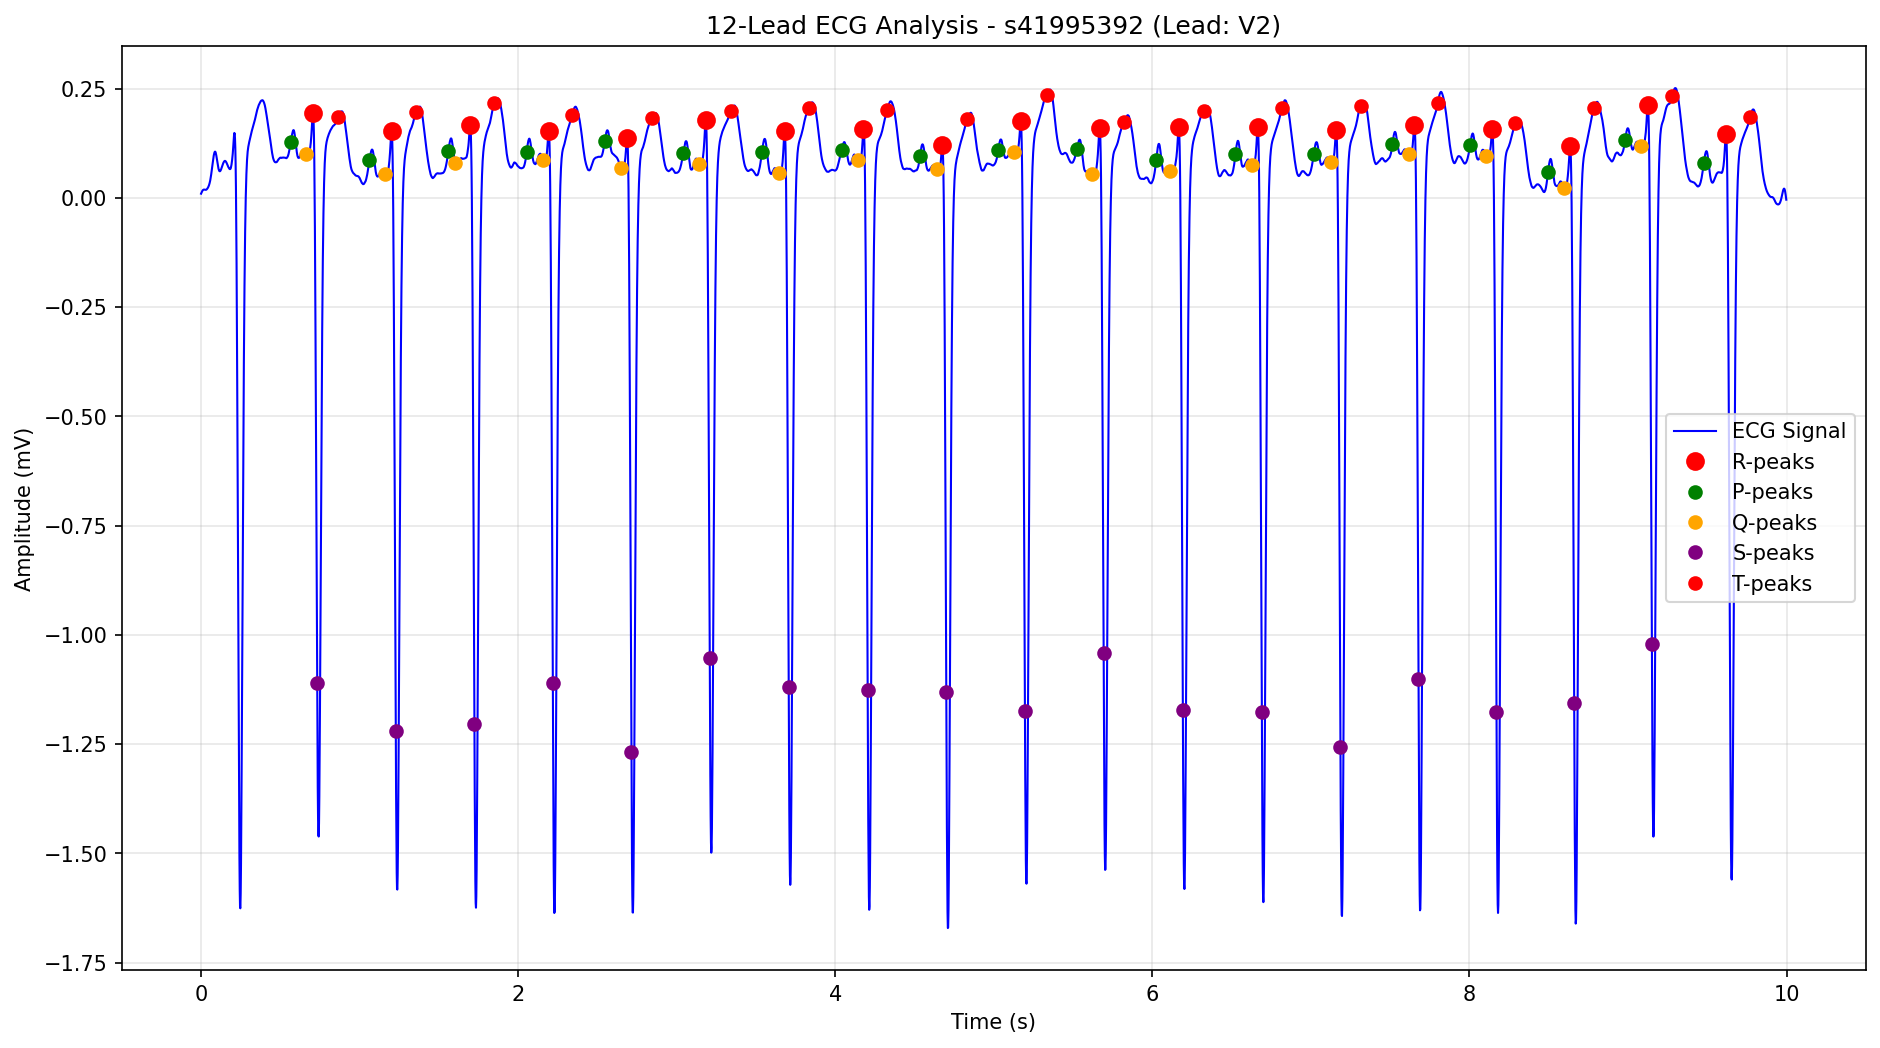 12-Lead ECG Analysis - s41995392 (Lead: V2)
Amplitude (mV)
0.25
0.00
−0.25
−0.50
−0.75
−1.00
−1.25
−1.50
−1.75
ECG Signal
R-peaks
P-peaks
Q-peaks
S-peaks
T-peaks
0 2 4 6 8 10
Time (s)